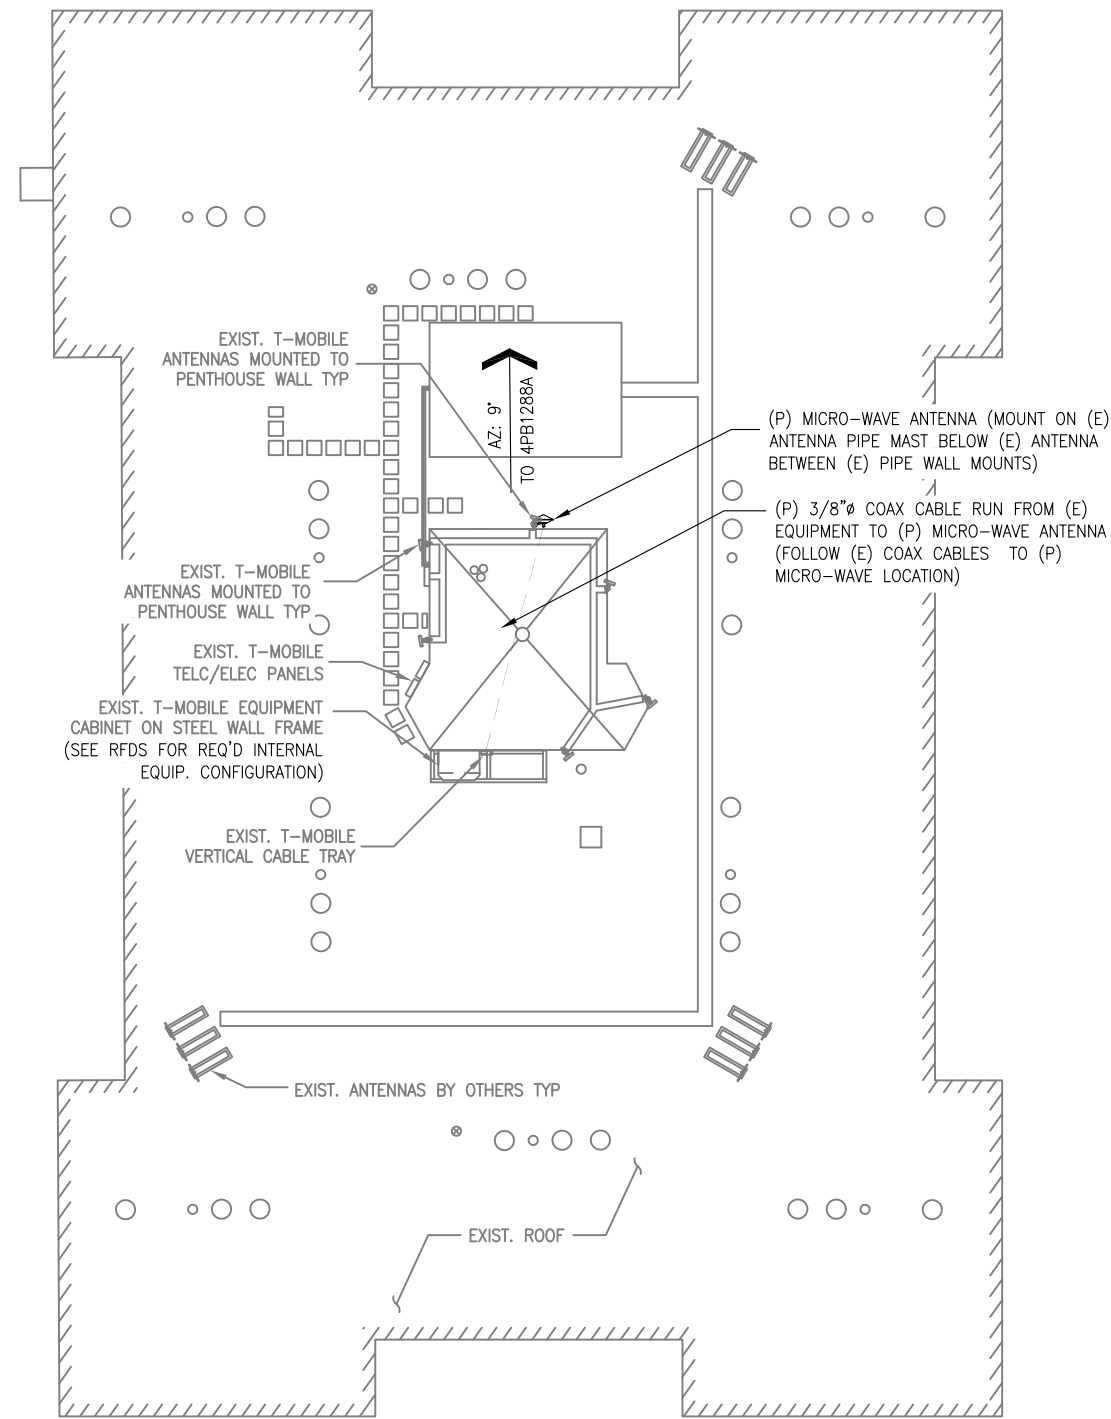 EXIST. T-MOBILE
ANTENNAS MOUNTED TO
PENTHOUSE WALL TYP
AZ: 9°
TO 4PB1288A
(P) MICRO-WAVE ANTENNA (MOUNT ON (E)
ANTENNA PIPE MAST BELOW (E) ANTENNA
BETWEEN (E) PIPE WALL MOUNTS)
(P) 3/8"ø COAX CABLE RUN FROM (E)
EQUIPMENT TO (P) MICRO-WAVE ANTENNA
(FOLLOW (E) COAX CABLES TO (P)
MICRO-WAVE LOCATION)
EXIST. T-MOBILE
ANTENNAS MOUNTED TO
PENTHOUSE WALL TYP
EXIST. T-MOBILE
TELC/ELEC PANELS
EXIST. T-MOBILE EQUIPMENT
CABINET ON STEEL WALL FRAME
(SEE RFDS FOR REQ'D INTERNAL
EQUIP. CONFIGURATION)
EXIST. T-MOBILE
VERTICAL CABLE TRAY
EXIST. ANTENNAS BY OTHERS TYP
EXIST. ROOF